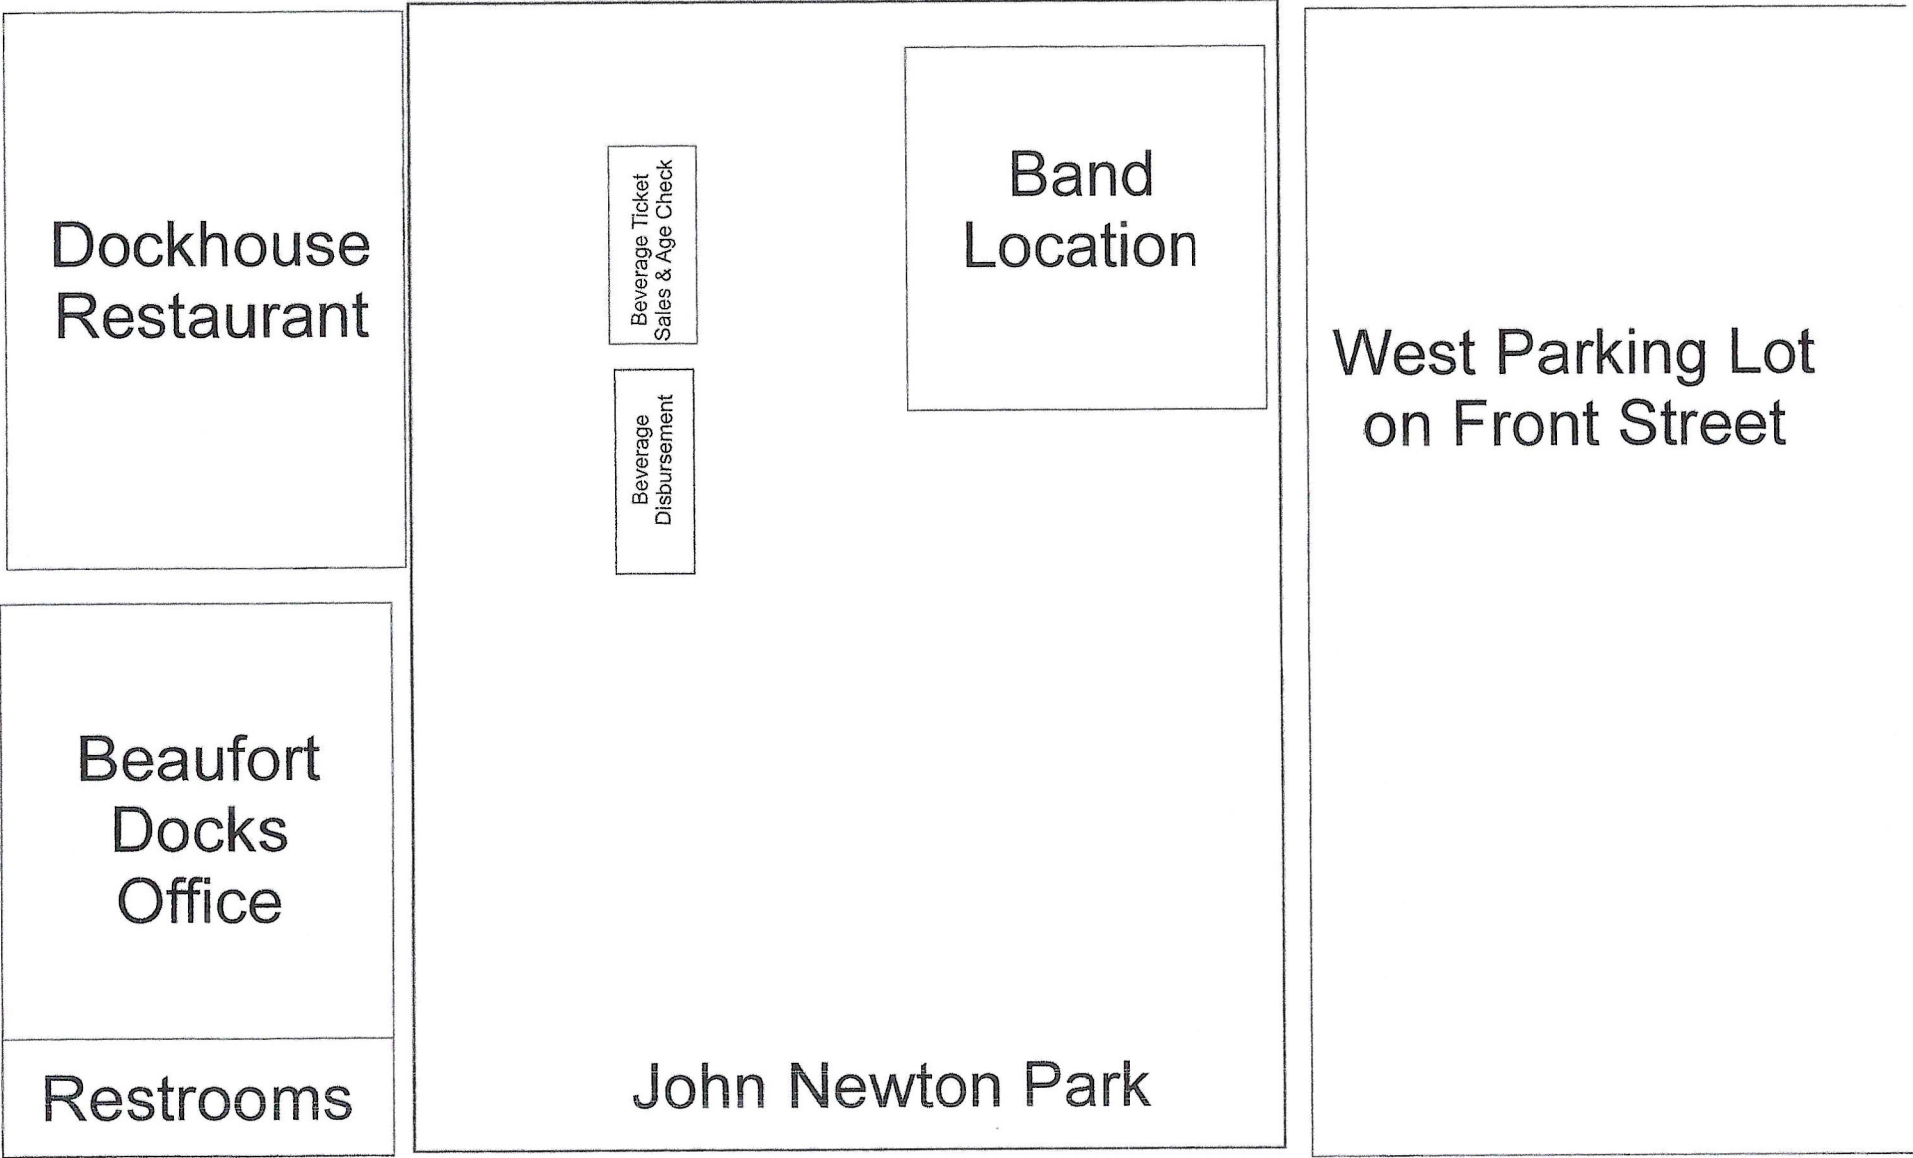 Dockhouse
Restaurant
Beverage Ticket
Sales & Age Check
Beverage
Disbursement
Band
Location
West Parking Lot
on Front Street
Beaufort
Docks
Office
Restrooms
John Newton Park